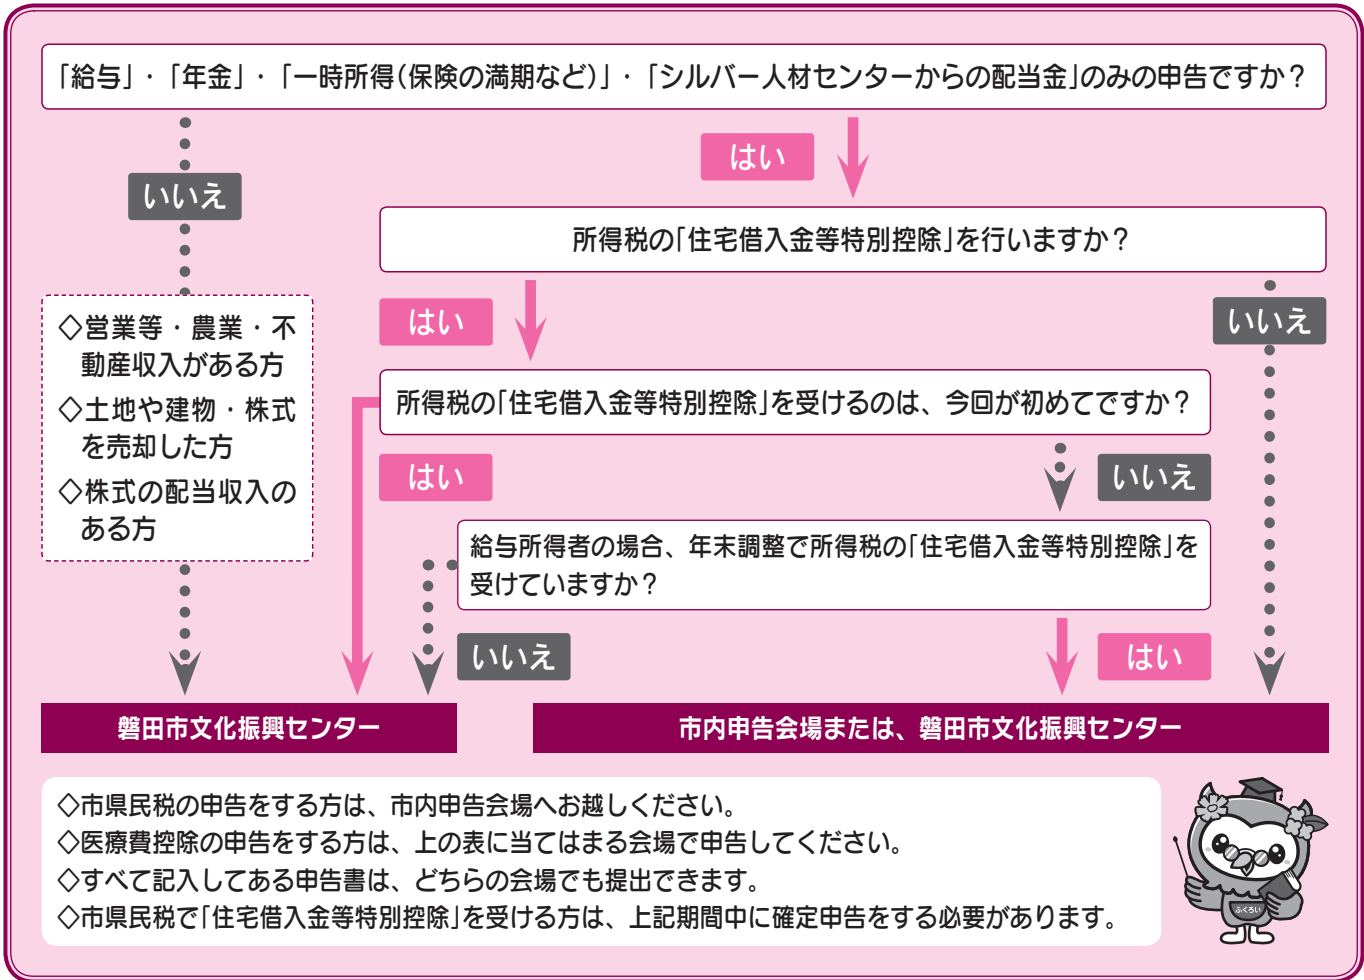 「給与」・「年金」・「一時所得(保険の満期など)」・「シルバー人材センターからの配当金」のみの申告ですか？
はい
いいえ
所得税の「住宅借入金等特別控除」を行いますか？
はい
いいえ
◇営業等・農業・不
動産収入がある方
◇土地や建物・株式
を売却した方
◇株式の配当収入の
ある方
所得税の「住宅借入金等特別控除」を受けるのは、今回が初めてですか？
はい
いいえ
給与所得者の場合、年末調整で所得税の「住宅借入金等特別控除」を
受けていますか？
いいえ
はい
磐田市文化振興センター
市内申告会場または、磐田市文化振興センター
◇市県民税の申告をする方は、市内申告会場へお越しください。
◇医療費控除の申告をする方は、上の表に当てはまる会場で申告してください。
◇すべて記入してある申告書は、どちらの会場でも提出できます。
◇市県民税で「住宅借入金等特別控除」を受ける方は、上記期間中に確定申告をする必要があります。
ふくろい